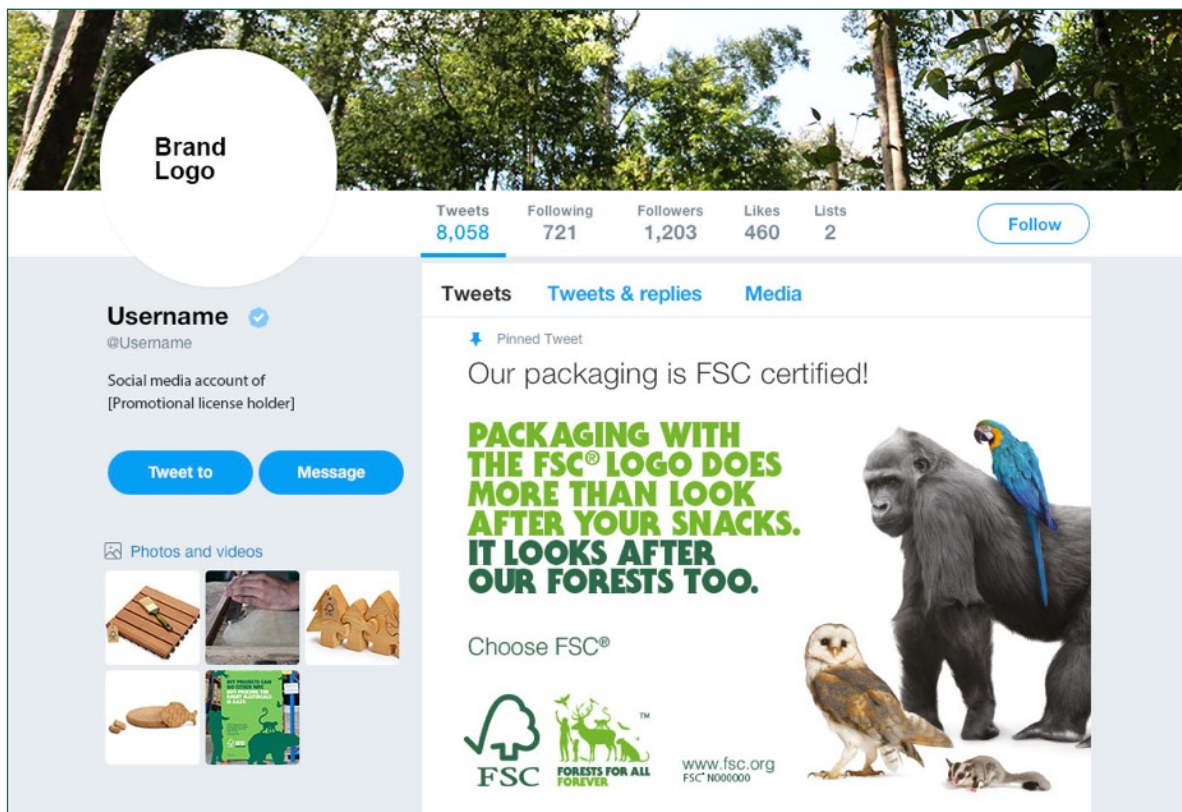 Brand
Logo
Tweets
8,058
Following
721
Followers
1,203
Likes
460
Lists
2
Follow
Username
@Username
Social media account of
[Promotional license holder]
Tweet to
Message
Photos and videos
Tweets
Tweets & replies
Media
Pinned Tweet
Our packaging is FSC certified!
PACKAGING WITH
THE FSC® LOGO DOES
MORE THAN LOOK
AFTER YOUR SNACKS.
IT LOOKS AFTER
OUR FORESTS TOO.
Choose FSC®
FSC
FORESTS FOR ALL
FOREVER
™
www.fsc.org
FSC® N000000